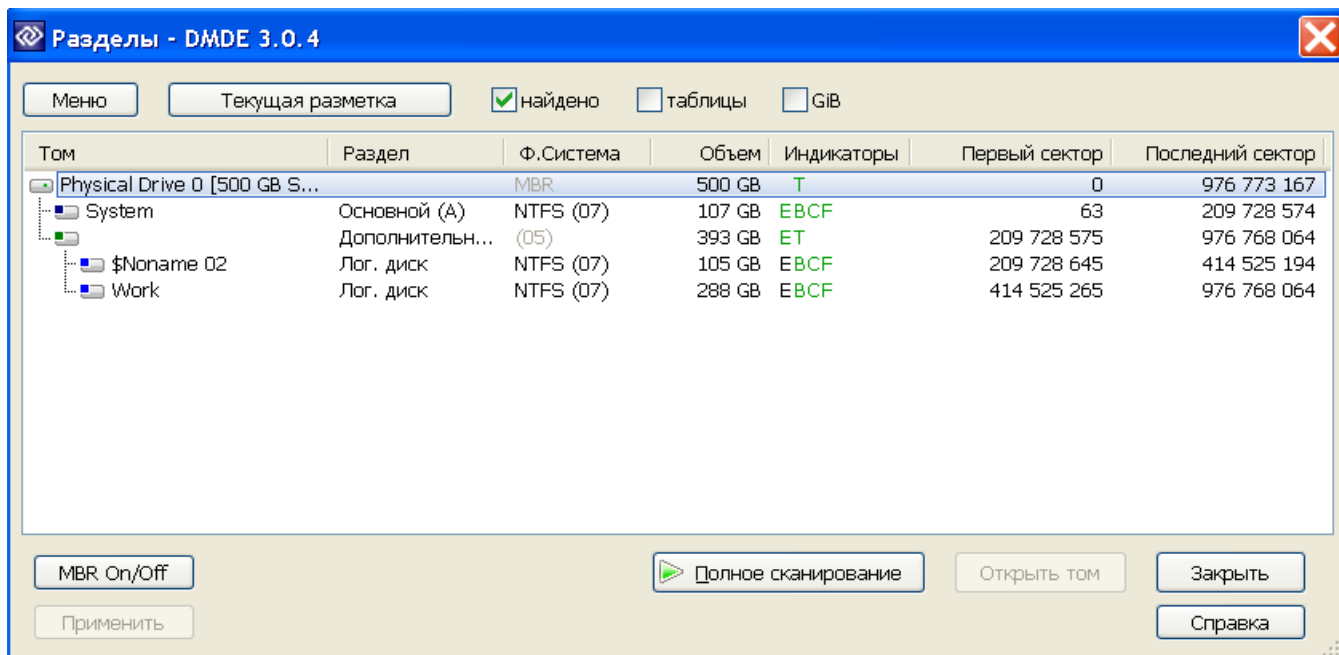 Разделы - DMDE 3.0.4
Меню Текущая разметка найдено таблицы GiB
Том Раздел Ф.Система Объем Индикаторы Первый сектор Последний сектор
Physical Drive 0 [500 GB S... MBR 500 GB T 0 976 773 167
System Основной (A) NTFS (07) 107 GB EBCF 63 209 728 574
Дополнительн... (05) 393 GB ET 209 728 575 976 768 064
$Noname 02 Лог. диск NTFS (07) 105 GB EBCF 209 728 645 414 525 194
Work Лог. диск NTFS (07) 288 GB EBCF 414 525 265 976 768 064
MBR On/Off Полное сканирование Открыть том Закрыть
Применить Справка